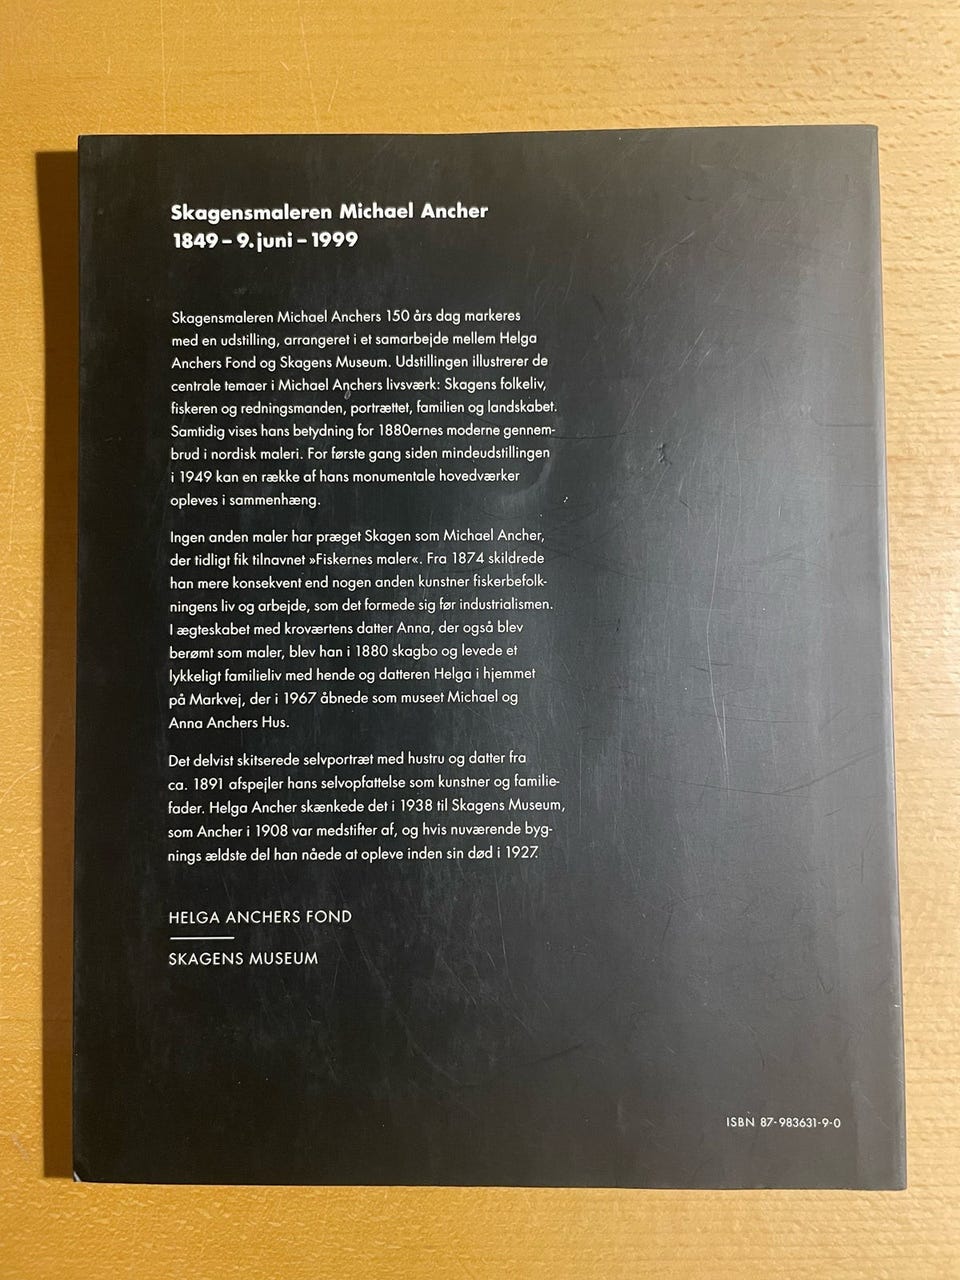 Skagensmaleren Michael Ancher
1849 – 9. juni – 1999
Skagensmaleren Michael Anchers 150 års dag markeres
med en udstilling, arrangeret i et samarbejde mellem Helga
Anchers Fond og Skagens Museum. Udstillingen illustrerer de
centrale temaer i Michael Anchers livsværk: Skagens folkeliv,
fiskeren og redningsmanden, portrættet, familien og landskabet.
Samtidig vises hans betydning for 1880ernes moderne gennem-
brud i nordisk maleri. For første gang siden mindeudstillingen
i 1949 kan en række af hans monumentale hovedværker
opleves i sammenhæng.
Ingen anden maler har præget Skagen som Michael Ancher,
der tidligt fik tilnavnet »Fiskernes maler«. Fra 1874 skildrede
han mere konsekvent end nogen anden kunstner fiskerbefolk-
ningens liv og arbejde, som det formede sig før industrialismen.
I ægteskabet med kroværtens datter Anna, der også blev
berømt som maler, blev han i 1880 skagbo og levede et
lykkeligt familieliv med hende og datteren Helga i hjemmet
på Markvej, der i 1967 åbnede som museet Michael og
Anna Anchers Hus.
Det delvist skitserede selvportræt med hustru og datter fra
ca. 1891 afspejler hans selvopfattelse som kunstner og familie-
fader. Helga Ancher skænkede det i 1938 til Skagens Museum,
som Ancher i 1908 var medstifter af, og hvis nuværende byg-
nings ældste del han nåede at opleve inden sin død i 1927.
HELGA ANCHERS FOND
SKAGENS MUSEUM
ISBN 87-983631-9-0